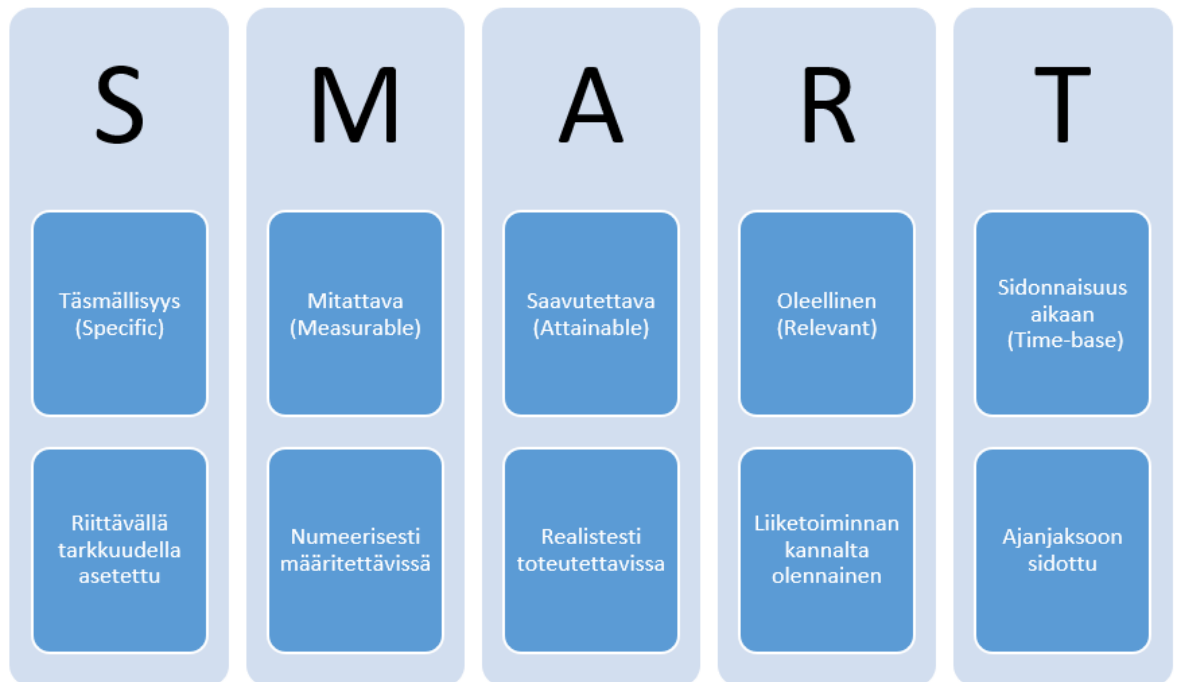 S
Täsmällisyys
(Specific)
Riittävällä
tarkkuudella
asetettu
M
Mitattava
(Measurable)
Numeerisesti
määritettävissä
A
Saavutettava
(Attainable)
Realistesti
toteutettavissa
R
Oleellinen
(Relevant)
Liiketoiminnan
kannalta
olennainen
T
Sidonnaisuus
aikaan
(Time-base)
Ajanjaksoon
sidottu